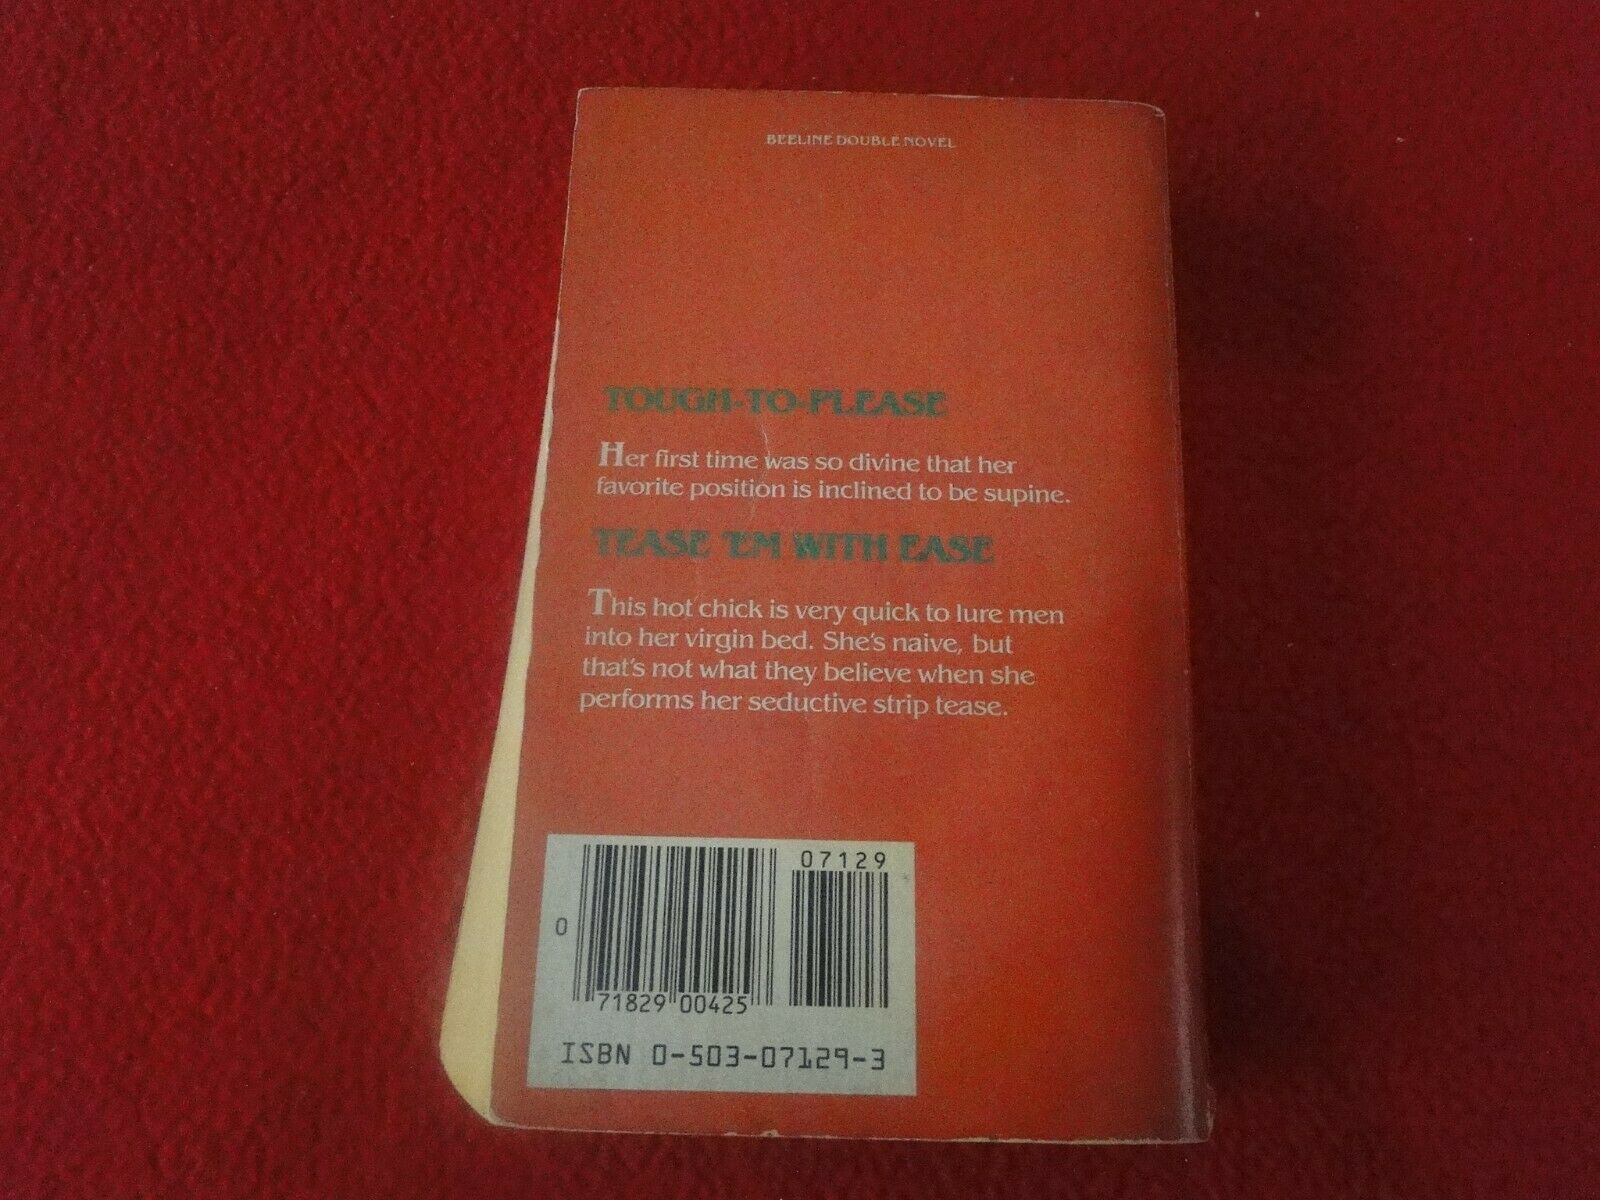 BEELINE DOUBLE NOVEL
TOUGH-TO-PLEASE
Her first time was so divine that her
favorite position is inclined to be supine.
TEASE 'EM WITH EASE
This hot chick is very quick to lure men
into her virgin bed. She's naive, but
that's not what they believe when she
performs her seductive strip tease.
07129
0
71829 00425
ISBN 0-503-07129-3